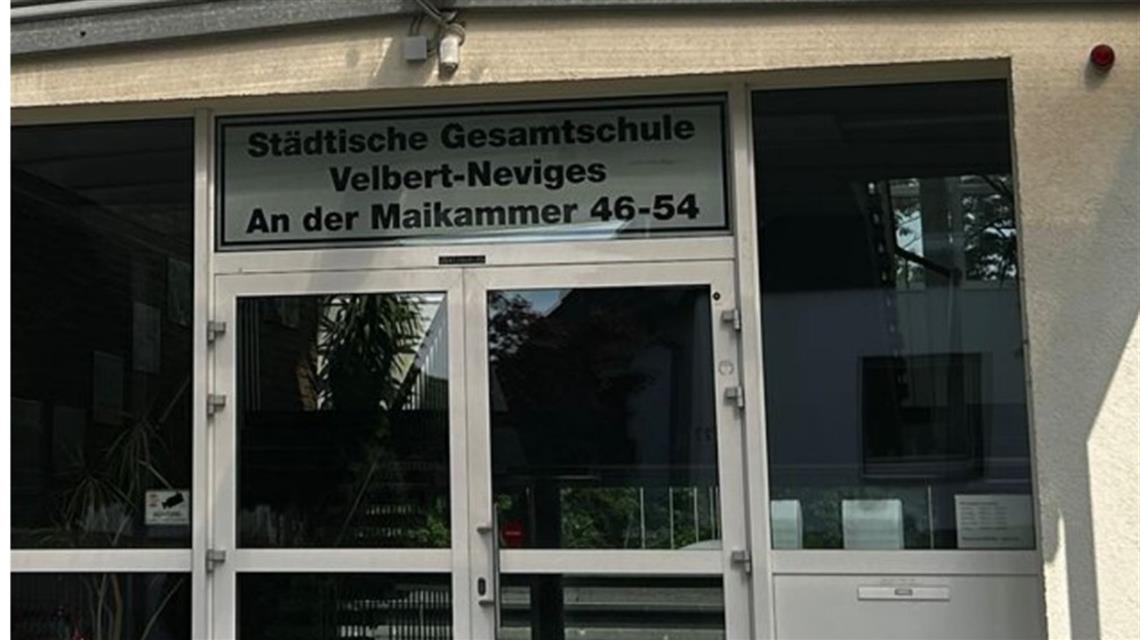 Städtische Gesamtschule
Velbert-Neviges
An der Maikammer 46-54